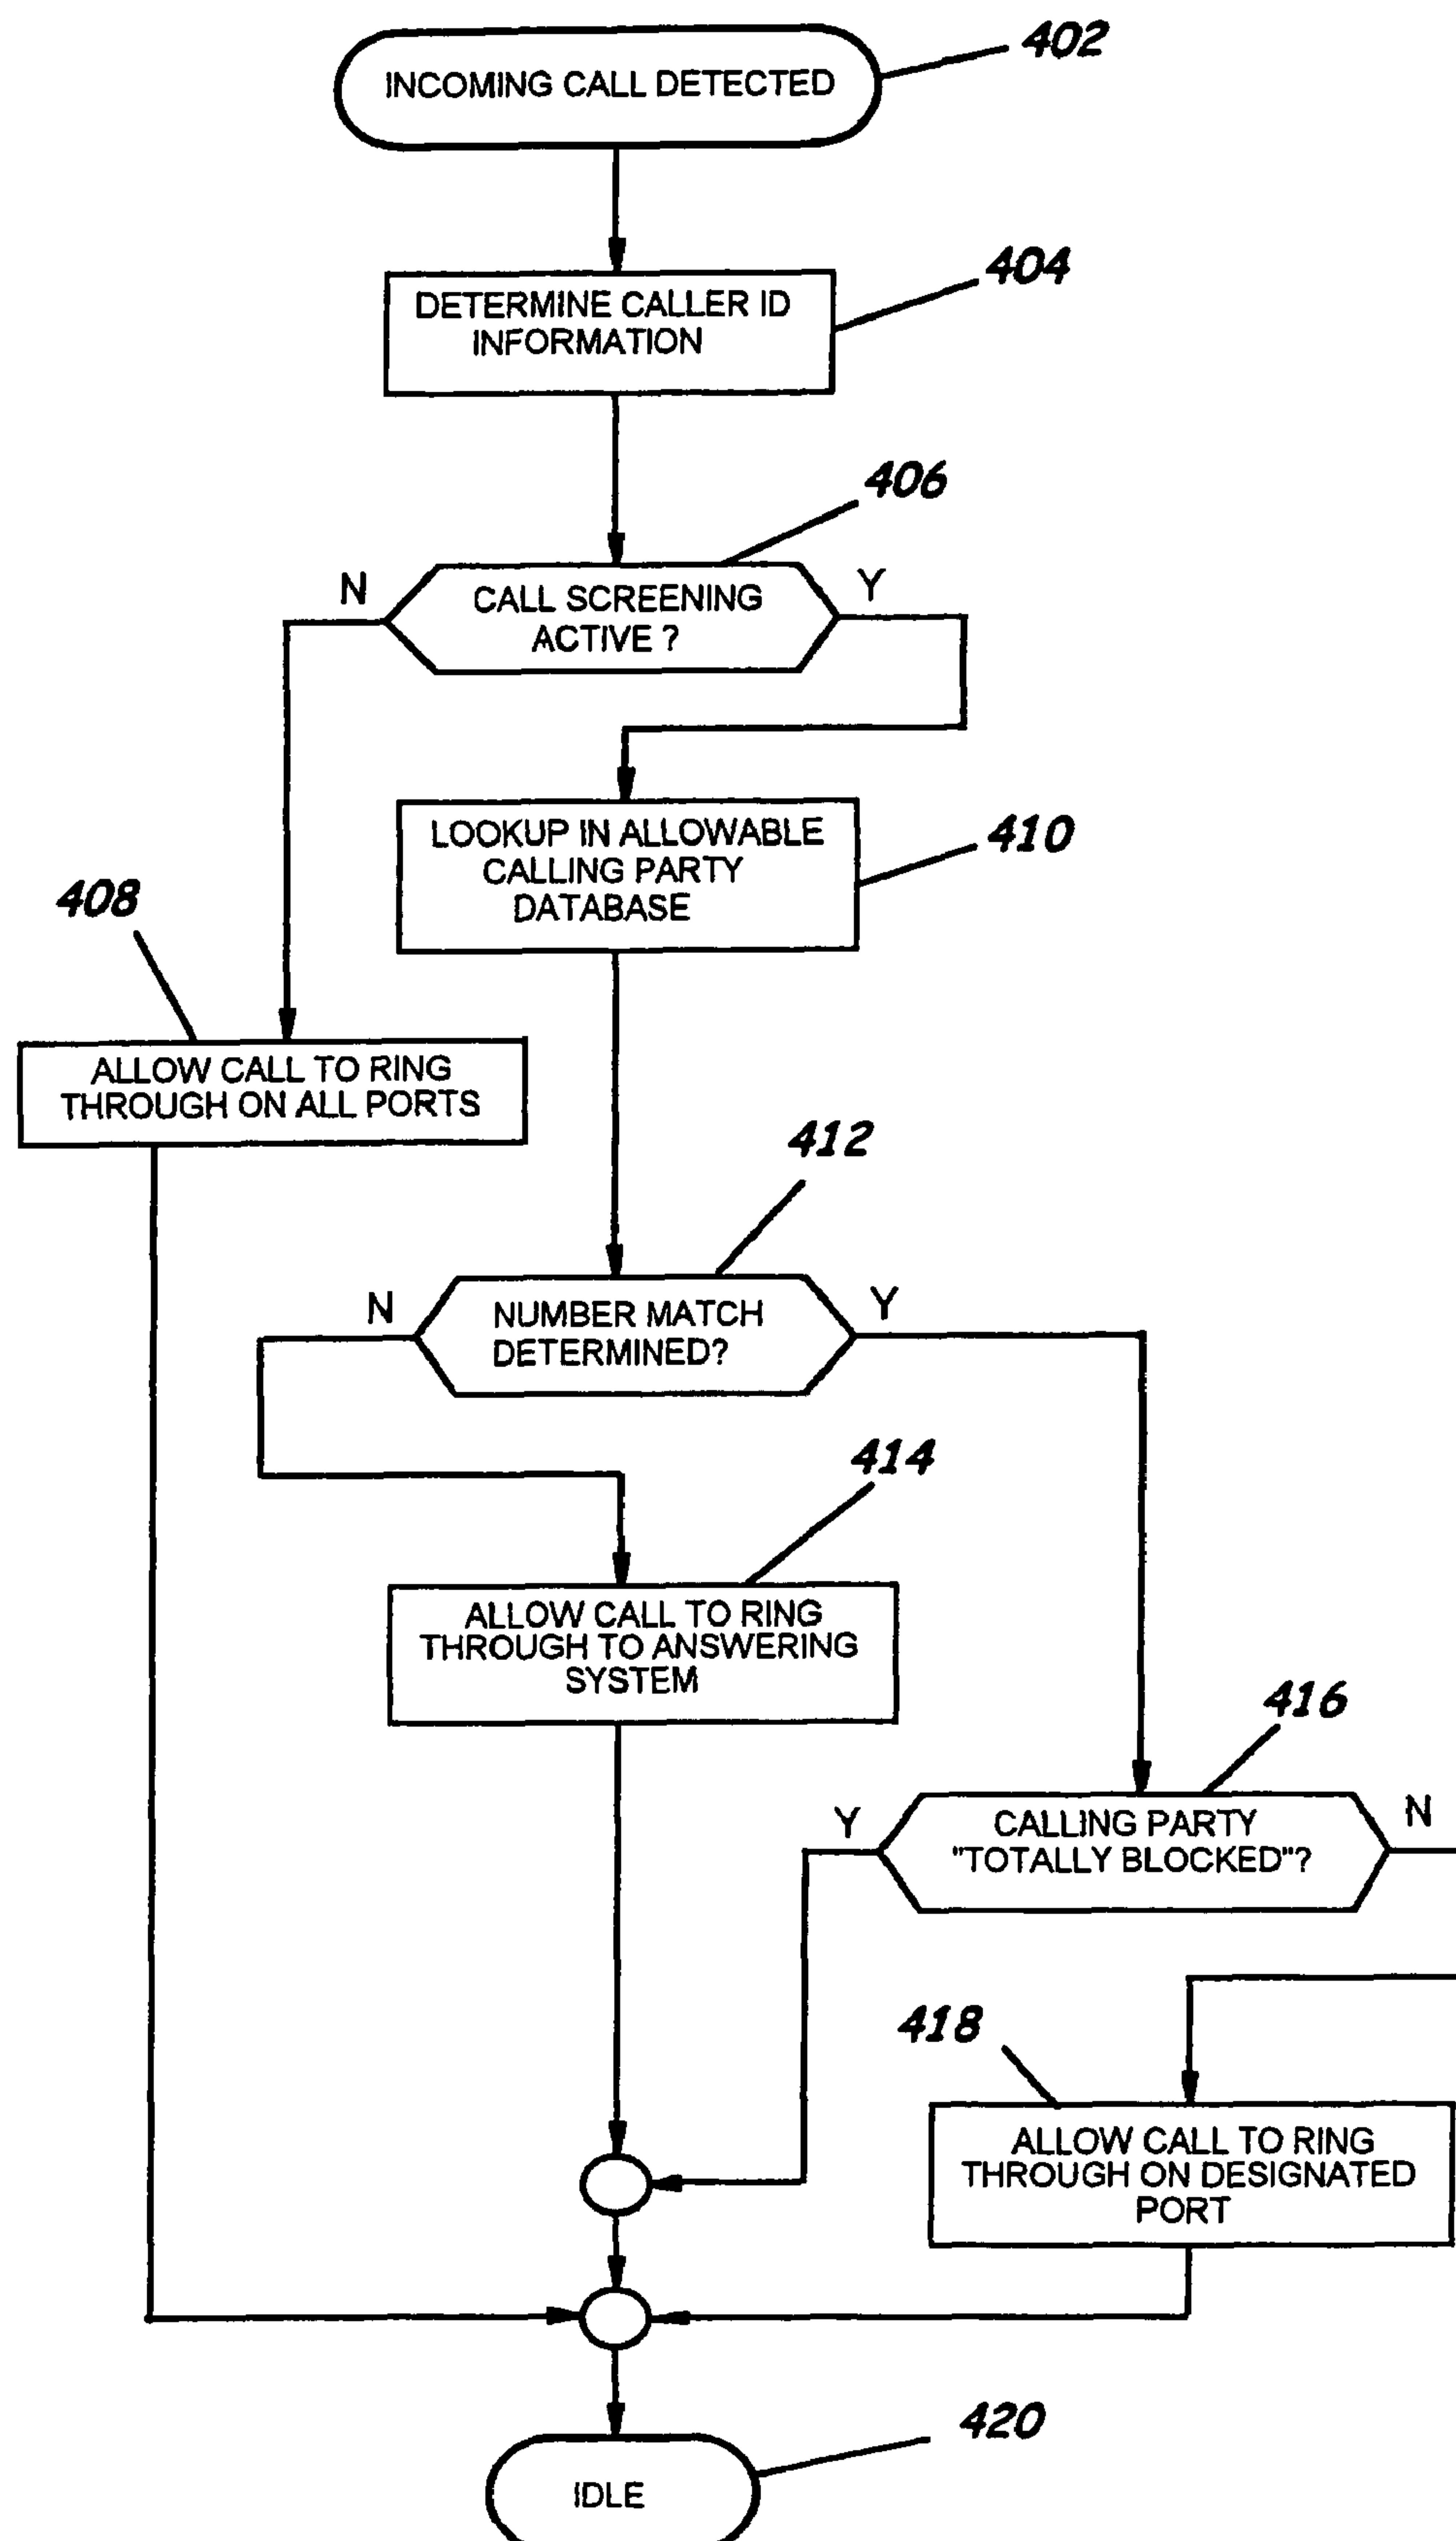 402
INCOMING CALL DETECTED
404
DETERMINE CALLER ID
INFORMATION
406
N
Y
CALL SCREENING
ACTIVE ?
410
LOOKUP IN ALLOWABLE
CALLING PARTY
DATABASE
408
ALLOW CALL TO RING
THROUGH ON ALL PORTS
412
N
Y
NUMBER MATCH
DETERMINED?
414
ALLOW CALL TO RING
THROUGH TO ANSWERING
SYSTEM
416
Y
N
CALLING PARTY
"TOTALLY BLOCKED"?
418
ALLOW CALL TO RING
THROUGH ON DESIGNATED
PORT
420
IDLE